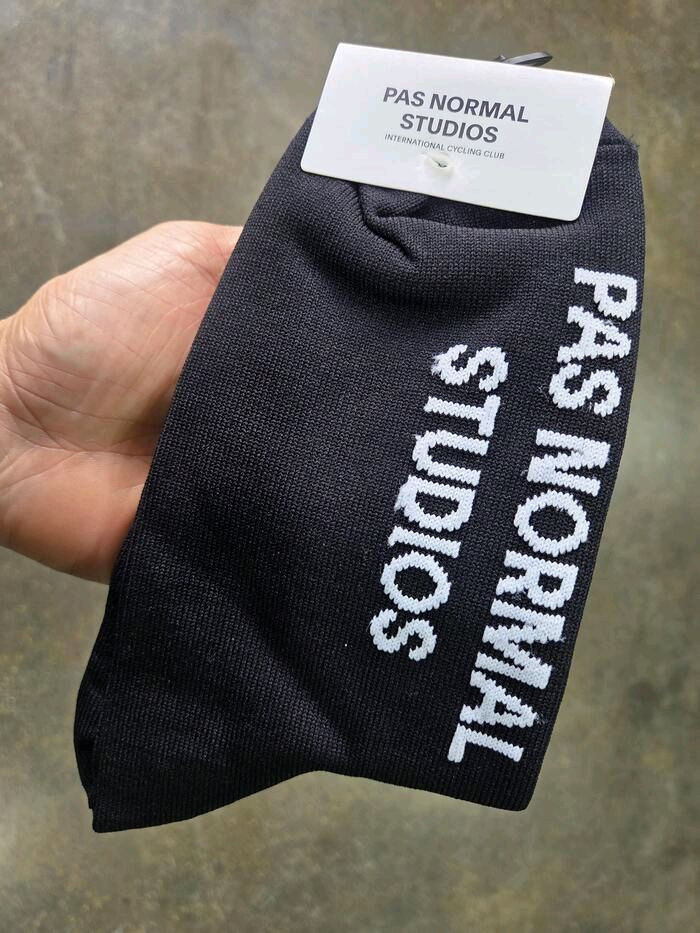 PAS NORMAL
STUDIOS
INTERNATIONAL CYCLING CLUB
PAS NORMAL
STUDIOS